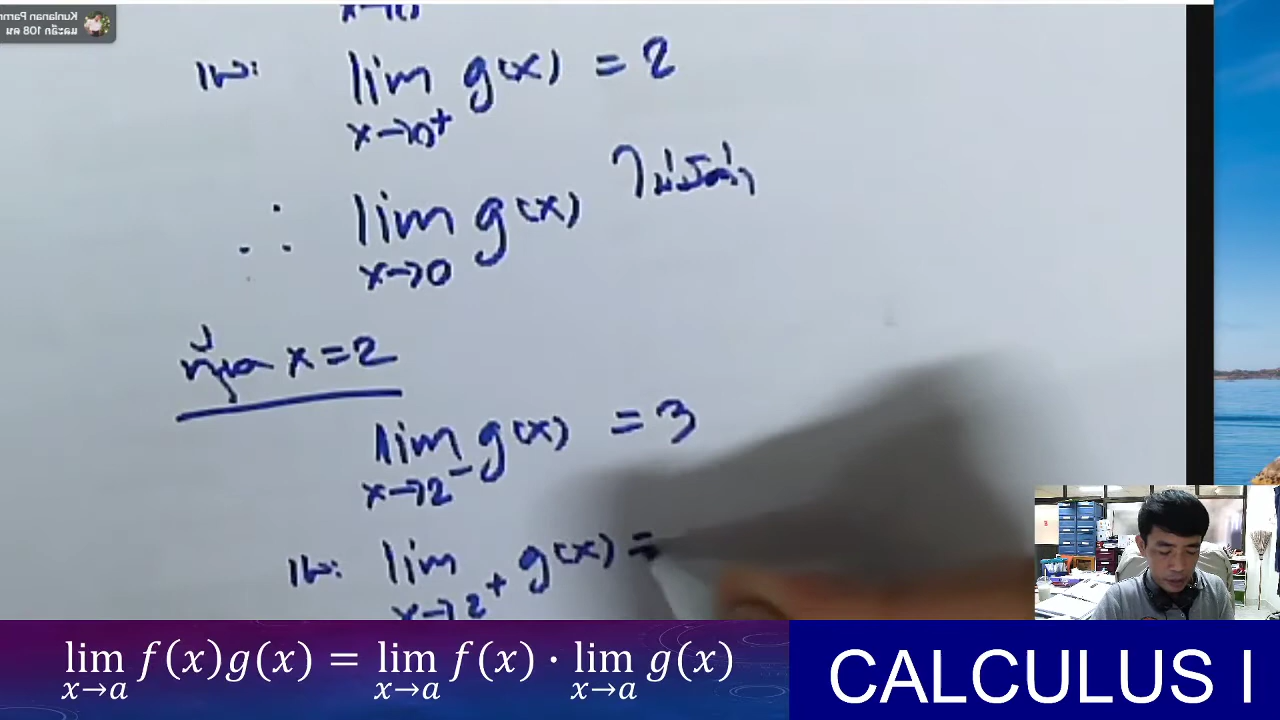 x→0
และ lim g(x) = 2
x→0⁺
∴ lim g(x) ไม่มีค่า
x→0
ที่จุด x = 2
lim g(x) = 3
x→2⁻
และ lim g(x) =
x→2⁺
lim f(x)g(x) = lim f(x) · lim g(x)
x→a x→a x→a
CALCULUS I